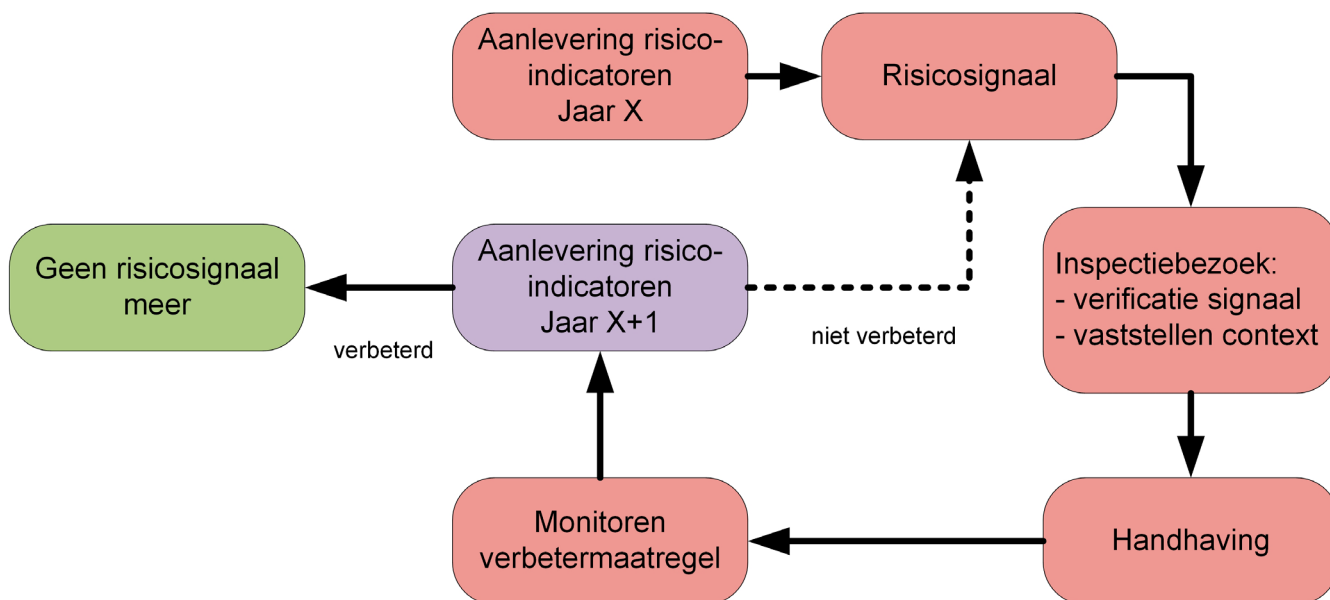 Aanlevering risico-
indicatoren
Jaar X
Risicosignaal
Geen risicosignaal
meer
verbeterd
Aanlevering risico-
indicatoren
Jaar X+1
niet verbeterd
Inspectiebezoek:
- verificatie signaal
- vaststellen context
Monitoren
verbetermaatregel
Handhaving